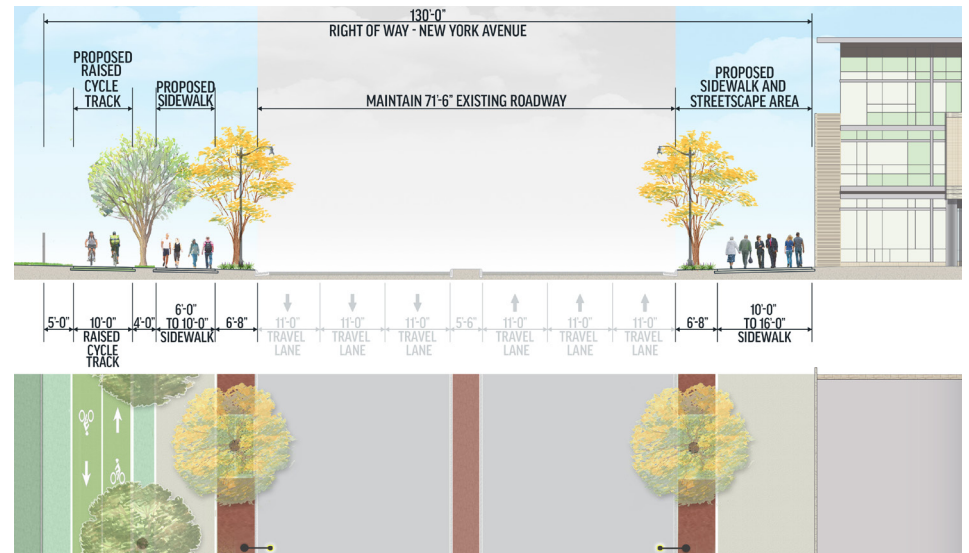 130'-0"
RIGHT OF WAY - NEW YORK AVENUE
PROPOSED
RAISED
CYCLE
TRACK
PROPOSED
SIDEWALK
MAINTAIN 71'-6" EXISTING ROADWAY
PROPOSED
SIDEWALK AND
STREETSCAPE AREA
5'-0"
10'-0"
RAISED
CYCLE
TRACK
4'-0"
6'-0"
TO 10'-0"
SIDEWALK
6'-8"
11'-0"
TRAVEL
LANE
11'-0"
TRAVEL
LANE
11'-0"
TRAVEL
LANE
5'-6"
11'-0"
TRAVEL
LANE
11'-0"
TRAVEL
LANE
11'-0"
TRAVEL
LANE
6'-8"
10'-0"
TO 16'-0"
SIDEWALK